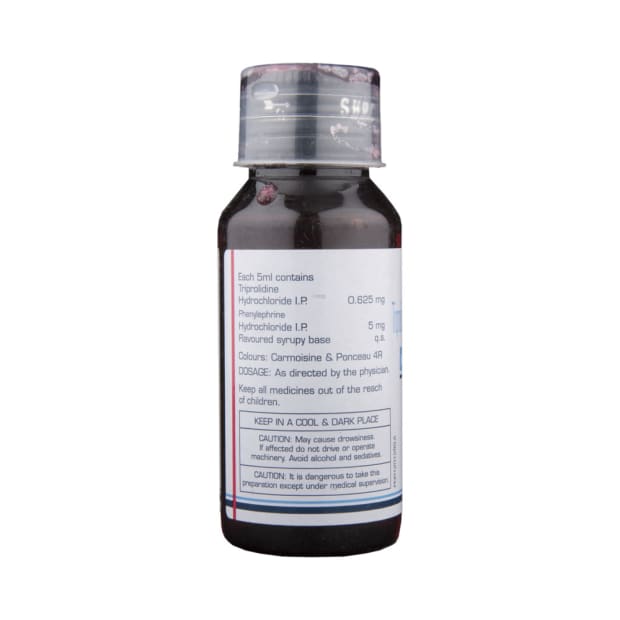 Each 5ml contains
Triprolidine
Hydrochloride I.P. 0.625 mg
Phenylephrine
Hydrochloride I.P. 5 mg
Flavoured syrupy base q.s.
Colours: Carmoisine & Ponceau 4R
DOSAGE: As directed by the physician.
Keep all medicines out of the reach
of children.
KEEP IN A COOL & DARK PLACE
CAUTION: May cause drowsiness.
If affected do not drive or operate
machinery. Avoid alcohol and sedatives.
CAUTION: It is dangerous to take this
preparation except under medical supervision.